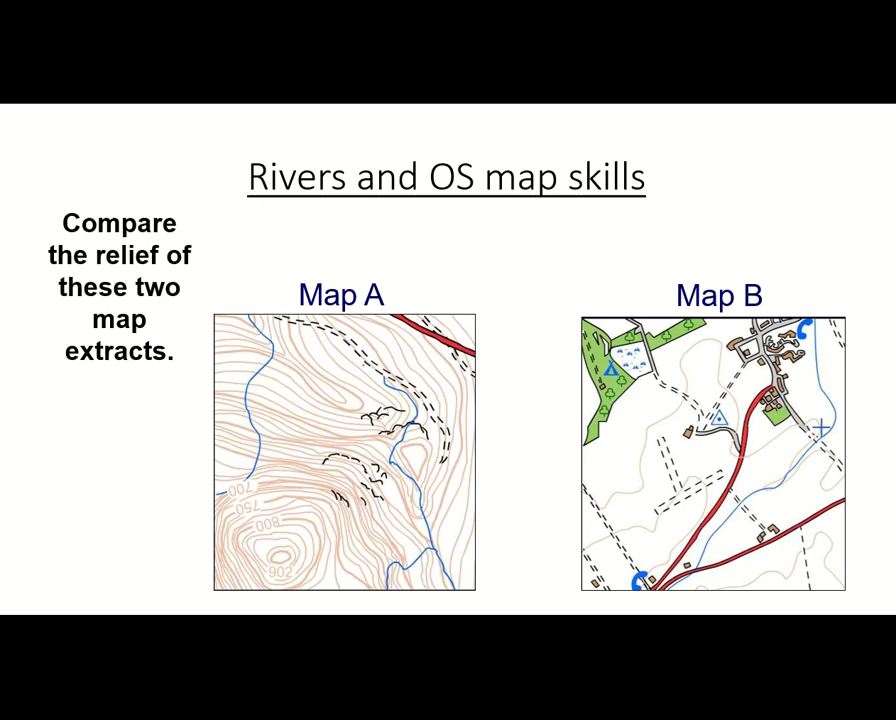 Rivers and OS map skills
Compare
the relief of
these two
map
extracts.
Map A
Map B
700
750
800
902